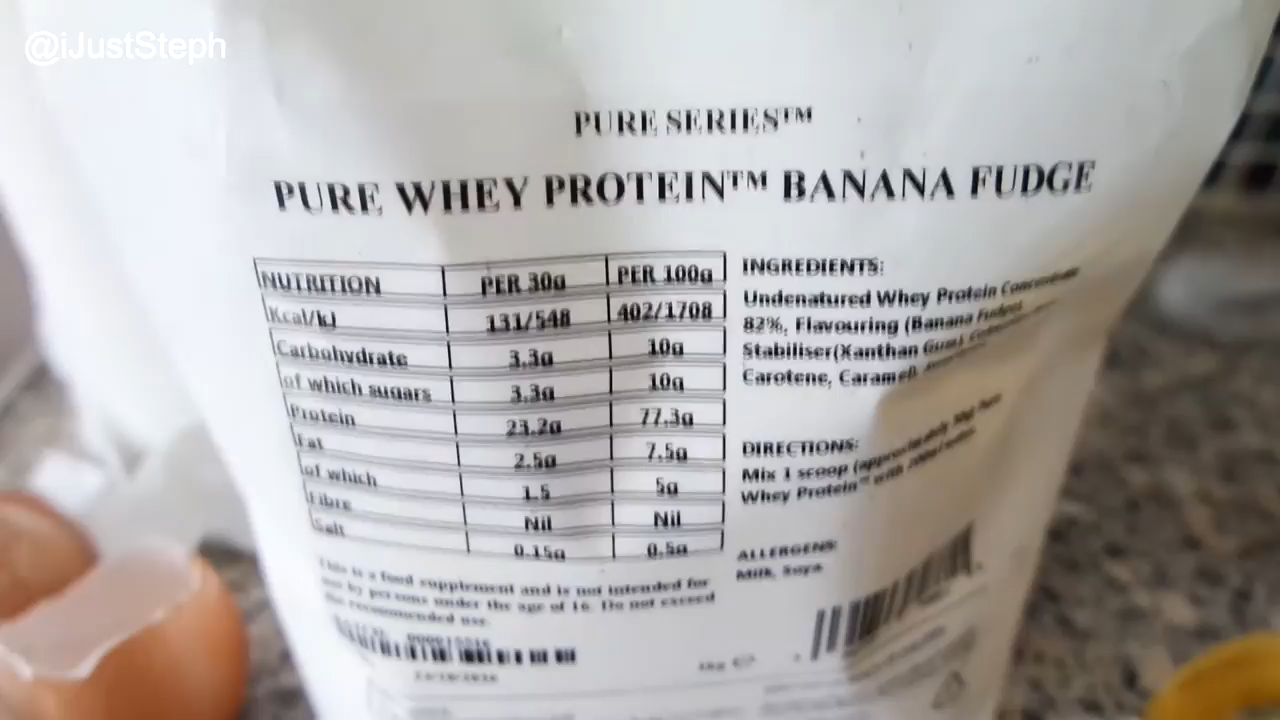 @iJustSteph
PURE SERIES™
PURE WHEY PROTEIN™ BANANA FUDGE
NUTRITION PER 30g PER 100g
Kcal/kJ 131/548 402/1708
Carbohydrate 3.3g 10g
of which sugars 3.3g 10g
Protein 23.2g 77.3g
Fat 2.5g 7.5g
of which 1.5 5g
Fibre Nil Nil
Salt 0.15g 0.5g
This is a food supplement and is not intended for
use by persons under the age of 16. Do not exceed
the recommended use.
INGREDIENTS:
Undenatured Whey Protein Concentrate
82%, Flavouring (Banana Fudge),
Stabiliser(Xanthan Gum),
Carotene, Caramel),
DIRECTIONS:
Mix 1 scoop (approximately
Whey Protein™ with
ALLERGENS:
Milk, Soya